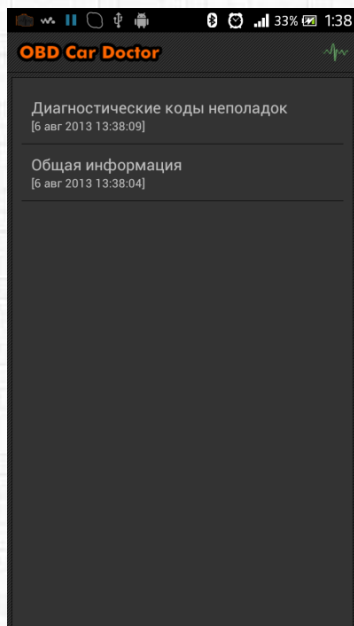 33% 1:38
OBD Car Doctor
Диагностические коды неполадок
[6 авг 2013 13:38:09]
Общая информация
[6 авг 2013 13:38:04]